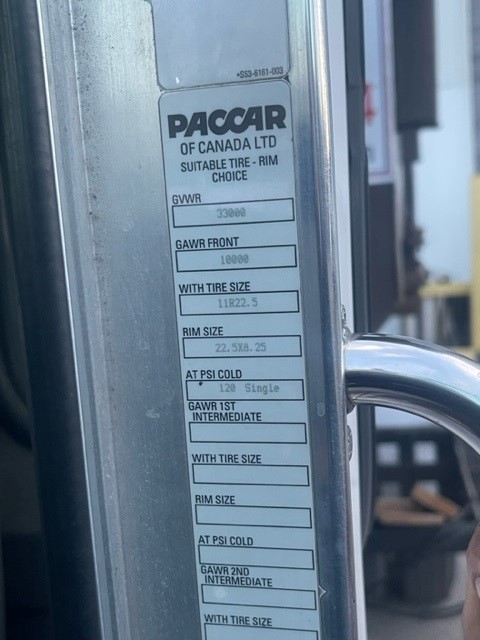 •SS3-6161-003
PACCAR
OF CANADA LTD
SUITABLE TIRE - RIM
CHOICE
GVWR
33000
GAWR FRONT
10000
WITH TIRE SIZE
11R22.5
RIM SIZE
22.5X8.25
AT PSI COLD
120 Single
GAWR 1ST
INTERMEDIATE
WITH TIRE SIZE
RIM SIZE
AT PSI COLD
GAWR 2ND
INTERMEDIATE
WITH TIRE SIZE